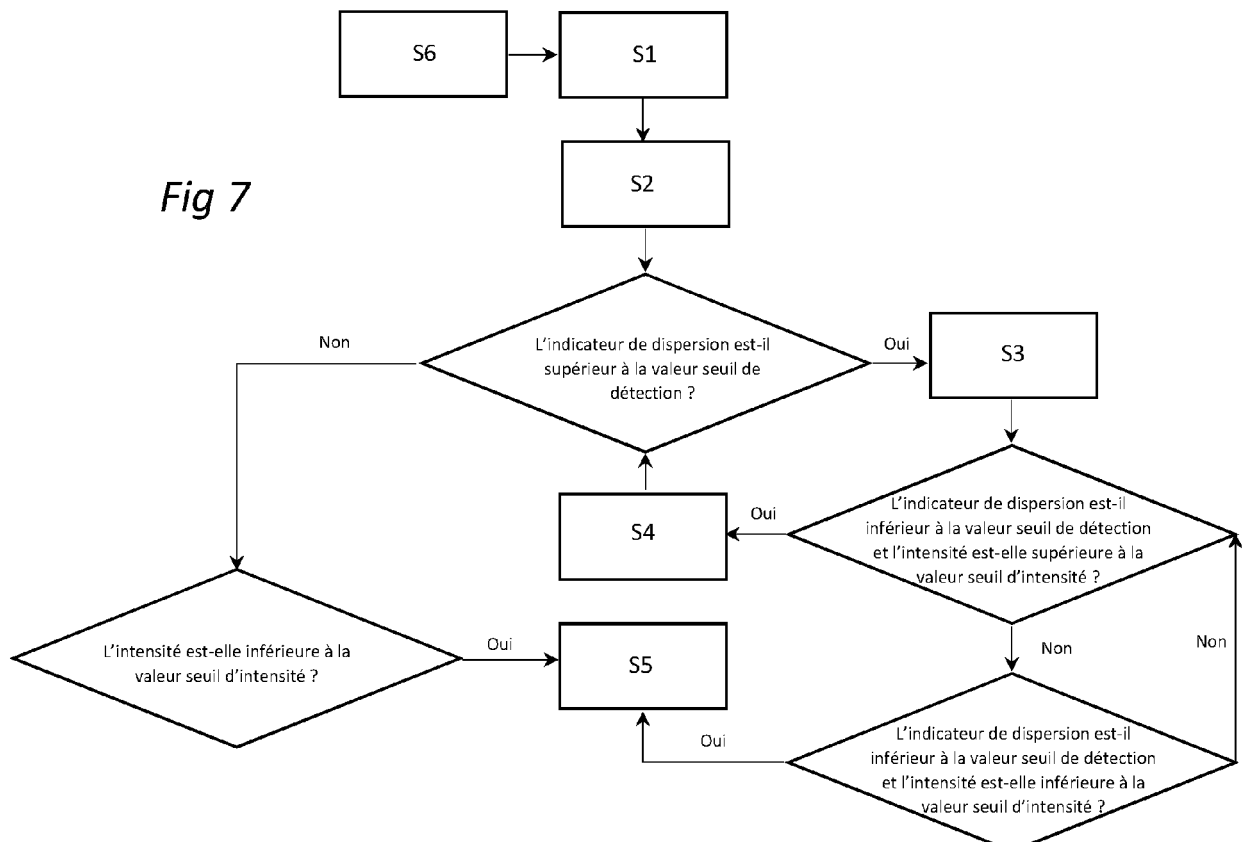 S6
S1
S2
Fig 7
Non
L'indicateur de dispersion est-il
supérieur à la valeur seuil de
détection ?
Oui
S3
S4
Oui
L'indicateur de dispersion est-il
inférieur à la valeur seuil de détection
et l'intensité est-elle supérieure à la
valeur seuil d'intensité ?
L'intensité est-elle inférieure à la
valeur seuil d'intensité ?
Oui
S5
Non
Non
Oui
L'indicateur de dispersion est-il
inférieur à la valeur seuil de détection
et l'intensité est-elle inférieure à la
valeur seuil d'intensité ?